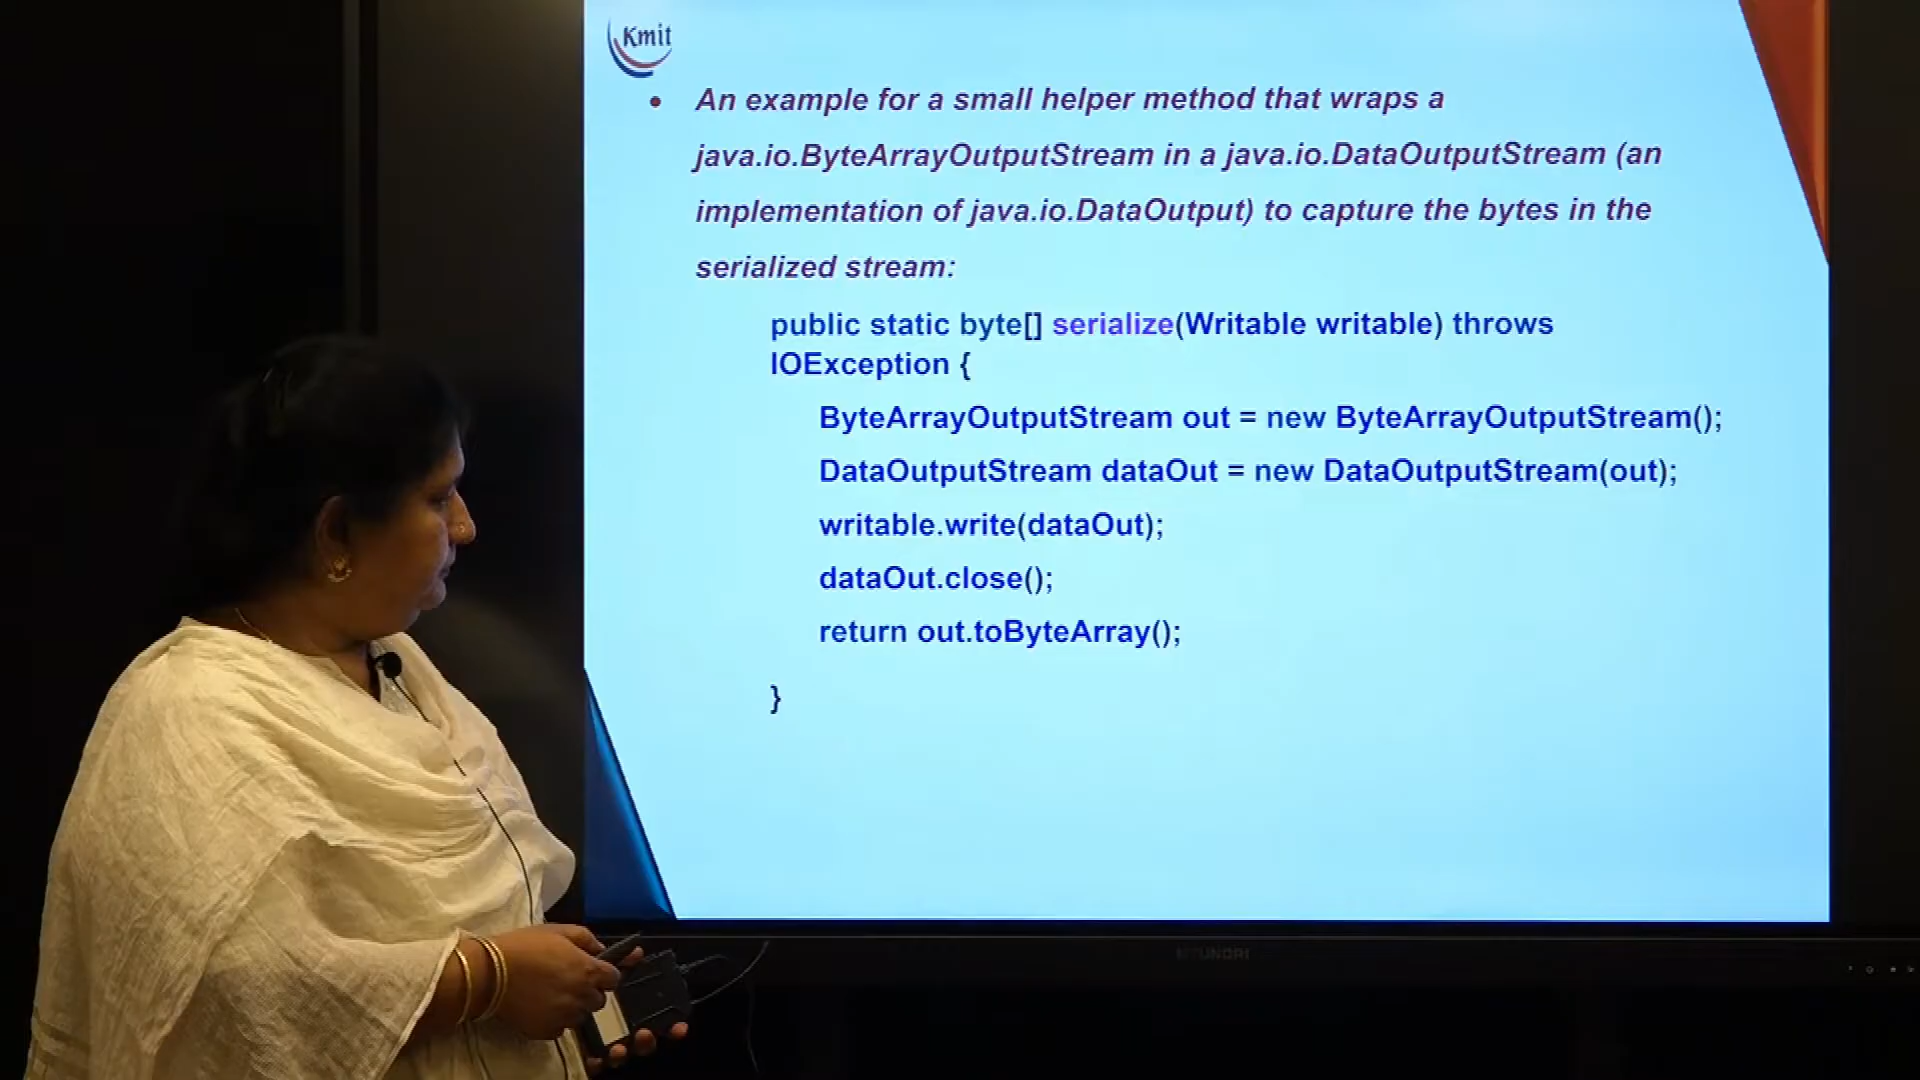 Kmit
• An example for a small helper method that wraps a
java.io.ByteArrayOutputStream in a java.io.DataOutputStream (an
implementation of java.io.DataOutput) to capture the bytes in the
serialized stream:
public static byte[] serialize(Writable writable) throws
IOException {
ByteArrayOutputStream out = new ByteArrayOutputStream();
DataOutputStream dataOut = new DataOutputStream(out);
writable.write(dataOut);
dataOut.close();
return out.toByteArray();
}
HYUNDAI